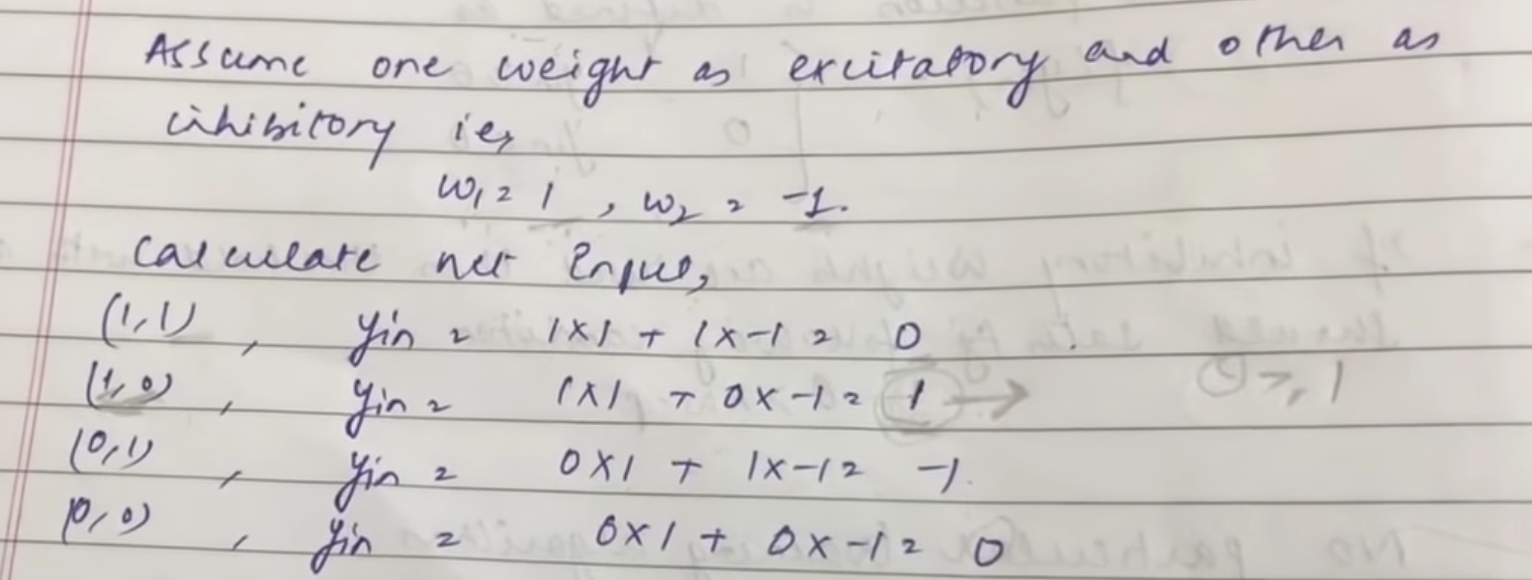 Assume one weight as excitatory and other as
inhibitory ie,
w₁ = 1 , w₂ = -1.
Calculate net Input,
(1,1) , yin = 1x1 + 1x-1 = 0
(1,0) , yin = 1x1 + 0x-1 = 1 → θ ≥ 1
(0,1) , yin = 0x1 + 1x-1 = -1.
(0,0) , yin = 0x1 + 0x-1 = 0